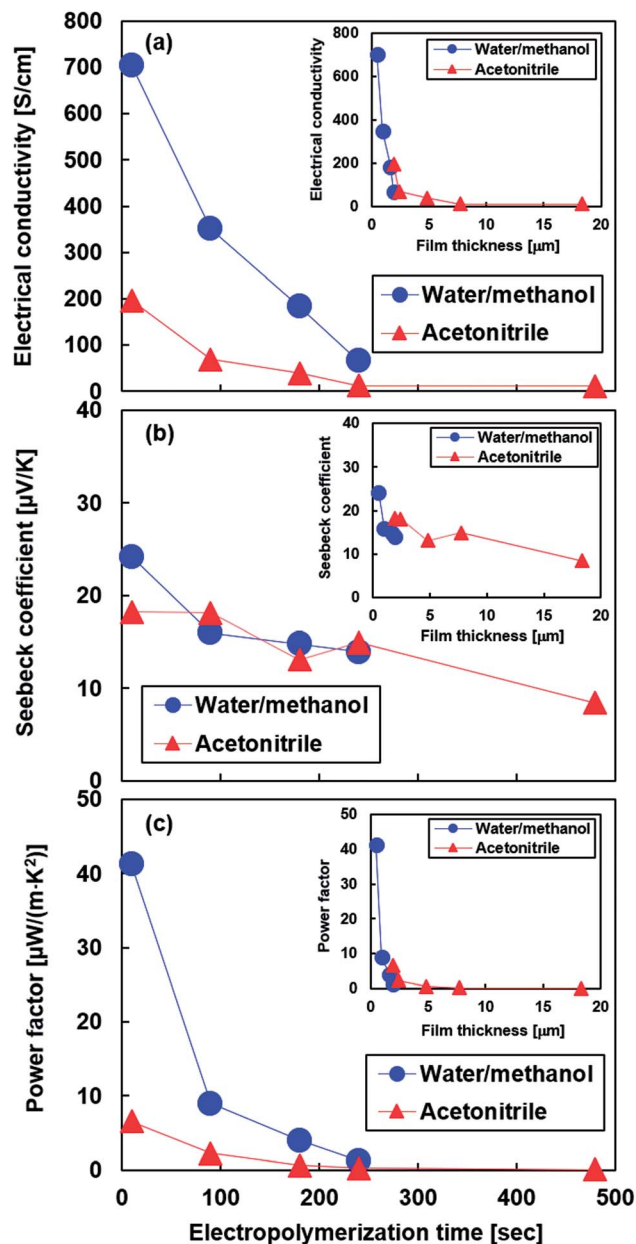 (a)
Electrical conductivity [S/cm]
800
700
600
500
400
300
200
100
0
Electrical conductivity
800
600
400
200
0
Water/methanol
Acetonitrile
0 5 10 15 20
Film thickness [µm]
Water/methanol
Acetonitrile
(b)
Seebeck coefficient [µV/K]
40
30
20
10
0
Seebeck coefficient
40
30
20
10
0
Water/methanol
Acetonitrile
0 5 10 15 20
Film thickness [µm]
Water/methanol
Acetonitrile
(c)
Power factor [µW/(m·K²)]
50
40
30
20
10
0
Power factor
50
40
30
20
10
0
Water/methanol
Acetonitrile
0 5 10 15 20
Film thickness [µm]
Water/methanol
Acetonitrile
0 100 200 300 400 500
Electropolymerization time [sec]